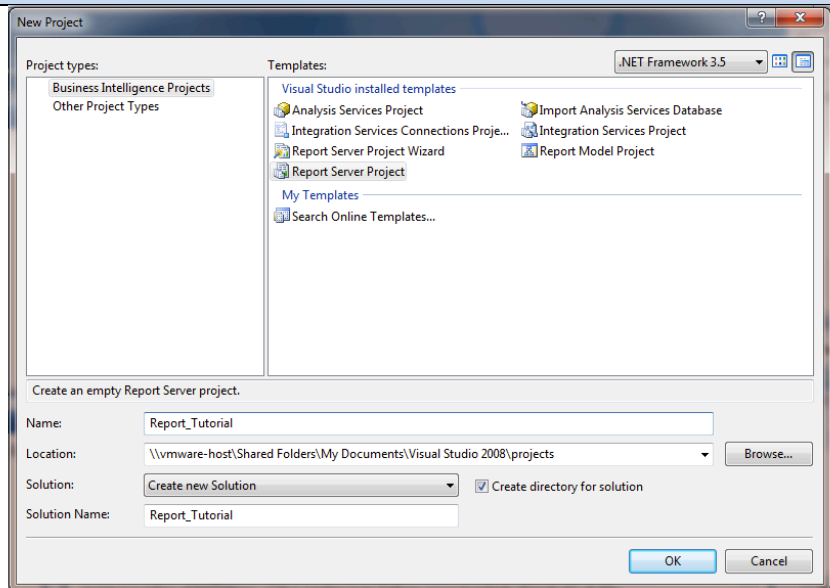 New Project
Project types:
Templates:
.NET Framework 3.5
Business Intelligence Projects
Other Project Types
Visual Studio installed templates
Analysis Services Project
Import Analysis Services Database
Integration Services Connections Proje...
Integration Services Project
Report Server Project Wizard
Report Model Project
Report Server Project
My Templates
Search Online Templates...
Create an empty Report Server project.
Name:
Report_Tutorial
Location:
\\vmware-host\Shared Folders\My Documents\Visual Studio 2008\projects
Browse...
Solution:
Create new Solution
Create directory for solution
Solution Name:
Report_Tutorial
OK
Cancel